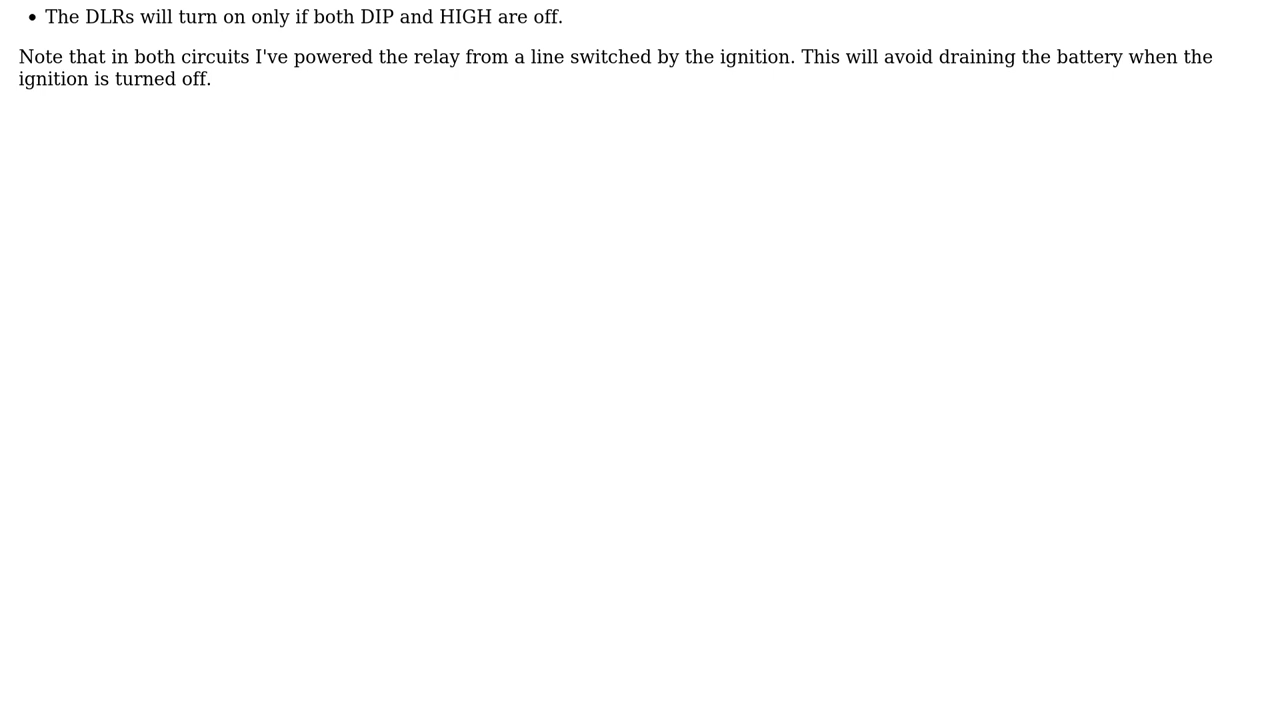 • The DLRs will turn on only if both DIP and HIGH are off.
Note that in both circuits I've powered the relay from a line switched by the ignition. This will avoid draining the battery when the
ignition is turned off.